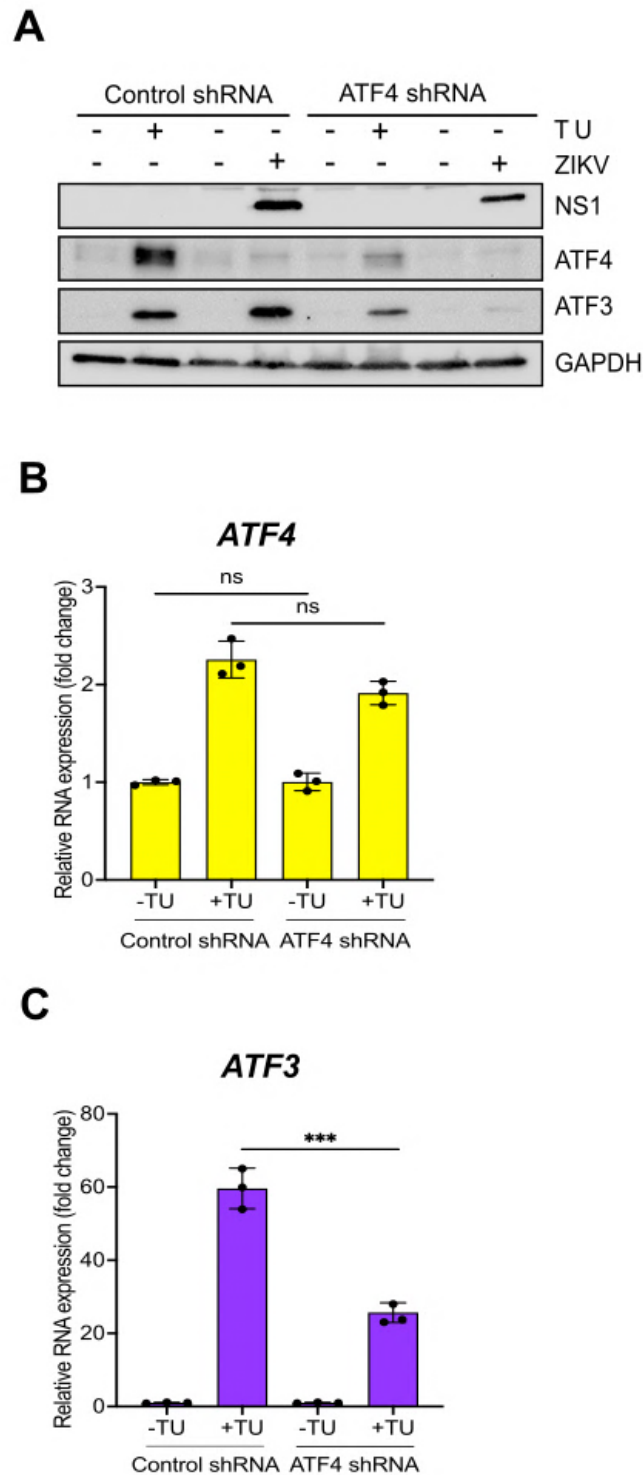 A
Control shRNA ATF4 shRNA
- + - - - + - - TU
- - - + - - - + ZIKV
NS1
ATF4
ATF3
GAPDH
B
ATF4
Relative RNA expression (fold change)
3
2
1
0
ns
ns
-TU +TU -TU +TU
Control shRNA ATF4 shRNA
C
ATF3
Relative RNA expression (fold change)
80
60
40
20
0
***
-TU +TU -TU +TU
Control shRNA ATF4 shRNA